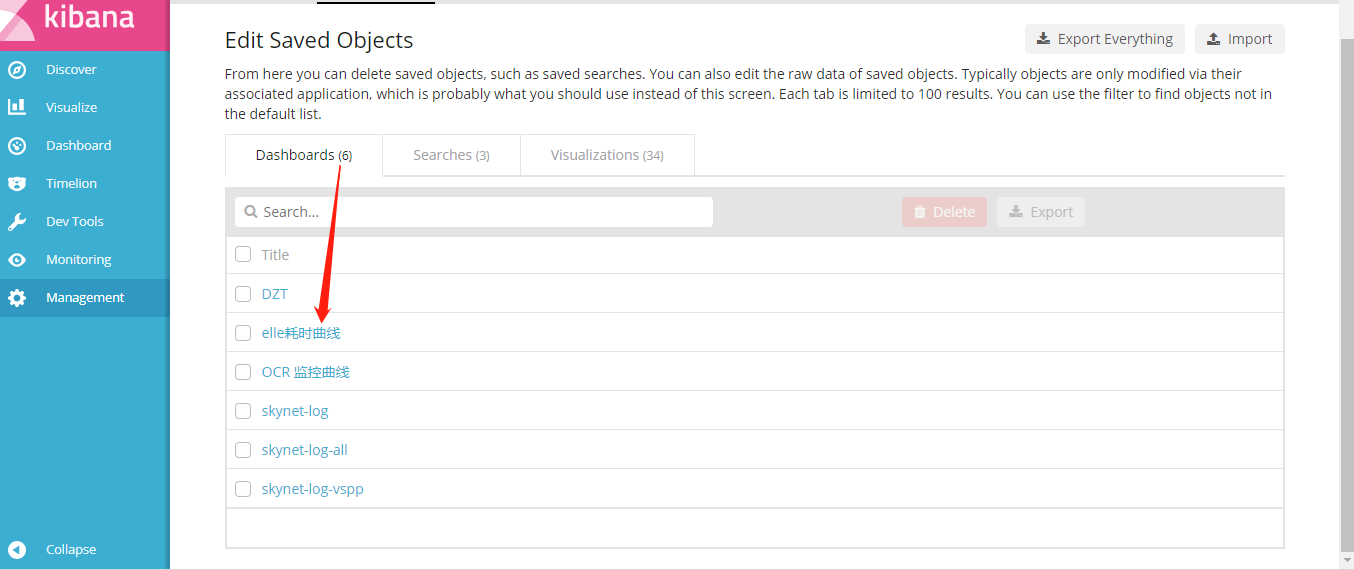 kibana
Discover
Visualize
Dashboard
Timelion
Dev Tools
Monitoring
Management
Collapse
Edit Saved Objects
Export Everything
Import
From here you can delete saved objects, such as saved searches. You can also edit the raw data of saved objects. Typically objects are only modified via their
associated application, which is probably what you should use instead of this screen. Each tab is limited to 100 results. You can use the filter to find objects not in
the default list.
Dashboards (6)
Searches (3)
Visualizations (34)
Search...
Delete
Export
Title
DZT
elle耗时曲线
OCR 监控曲线
skynet-log
skynet-log-all
skynet-log-vspp